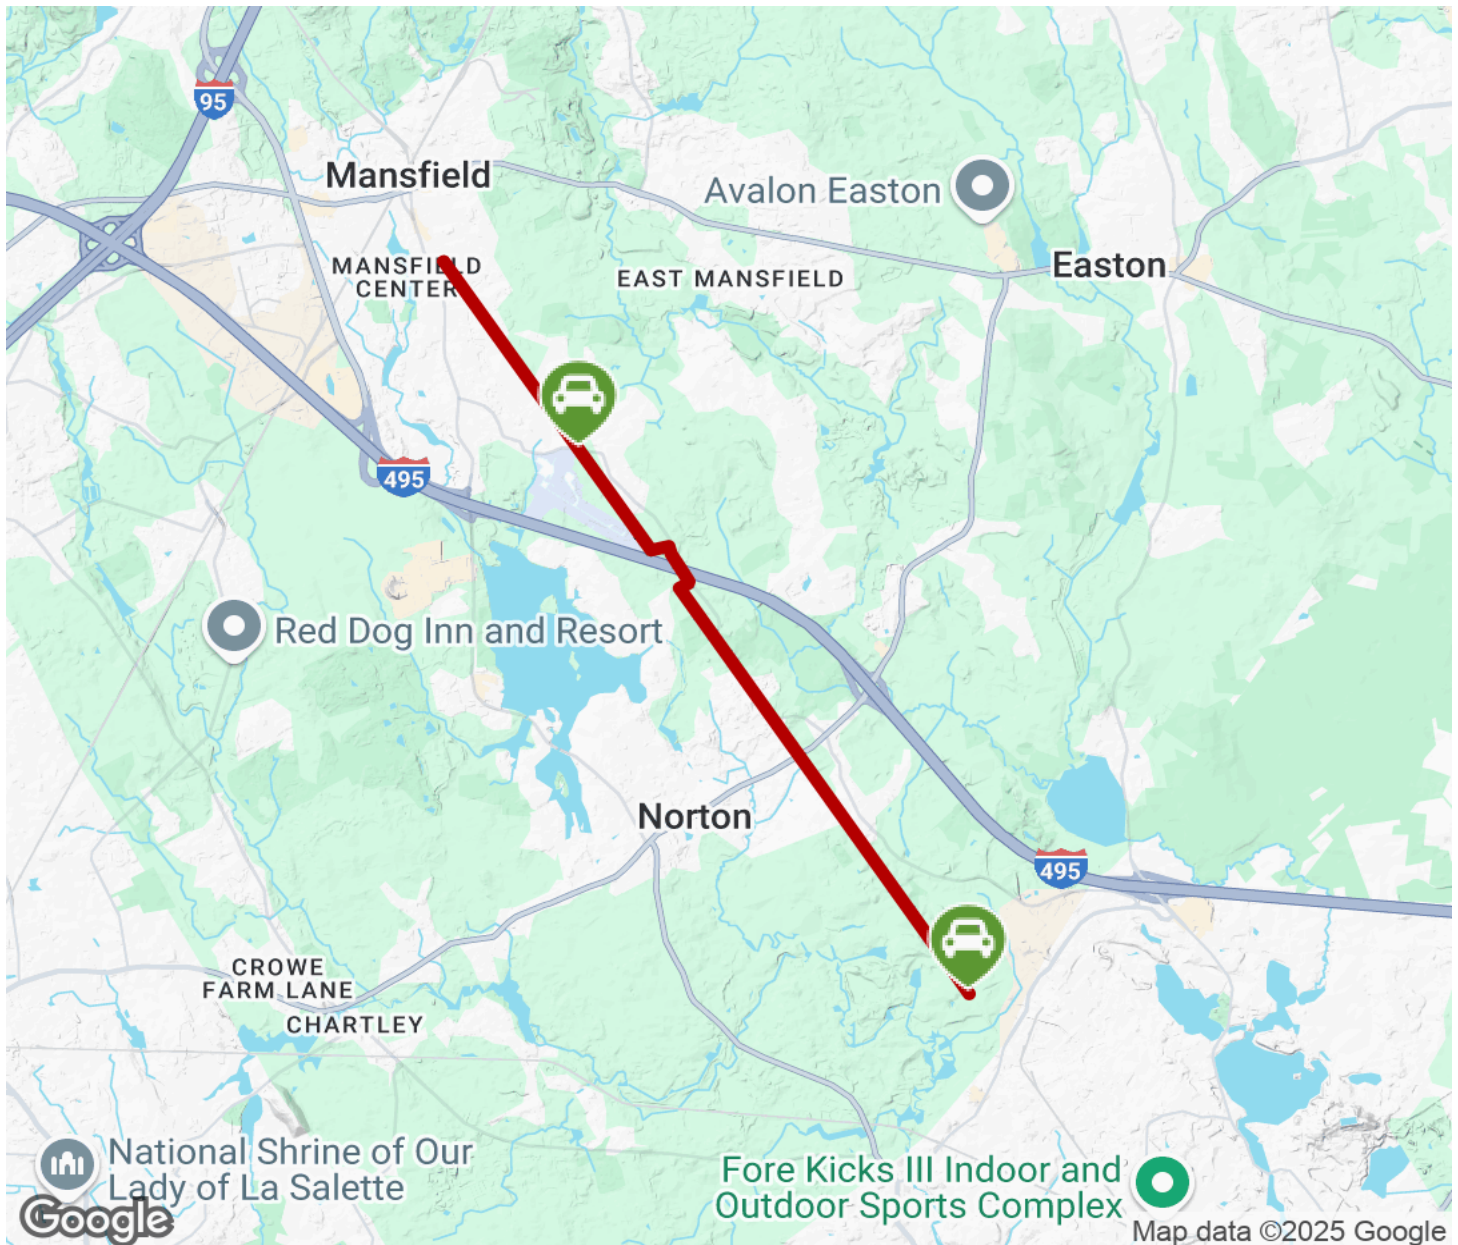 95
Mansfield
Avalon Easton
MANSFIELD
CENTER
EAST MANSFIELD
Easton
495
Red Dog Inn and Resort
Norton
495
CROWE
FARM LANE
CHARTLEY
National Shrine of Our
Lady of La Salette
Fore Kicks III Indoor and
Outdoor Sports Complex
Google
Map data ©2025 Google